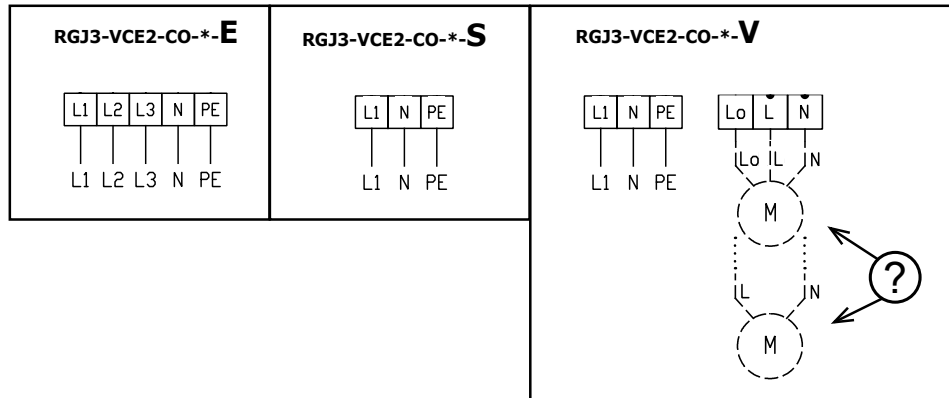 RGJ3-VCE2-CO-*-E
L1 L2 L3 N PE
L1 L2 L3 N PE
RGJ3-VCE2-CO-*-S
L1 N PE
L1 N PE
RGJ3-VCE2-CO-*-V
L1 N PE
L1 N PE
Lo L N
Lo L N
M
?
L N
M